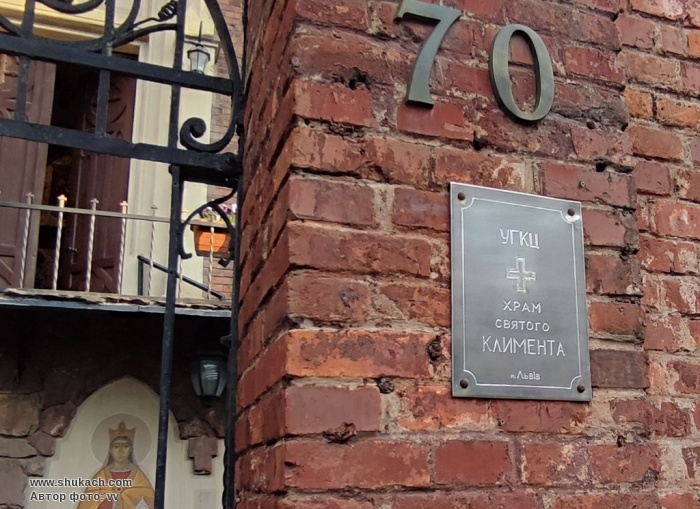 70
УГКЦ
ХРАМ
СВЯТОГО
КЛИМЕНТА
м. Львів
www.shukach.com
Автор фото: vv